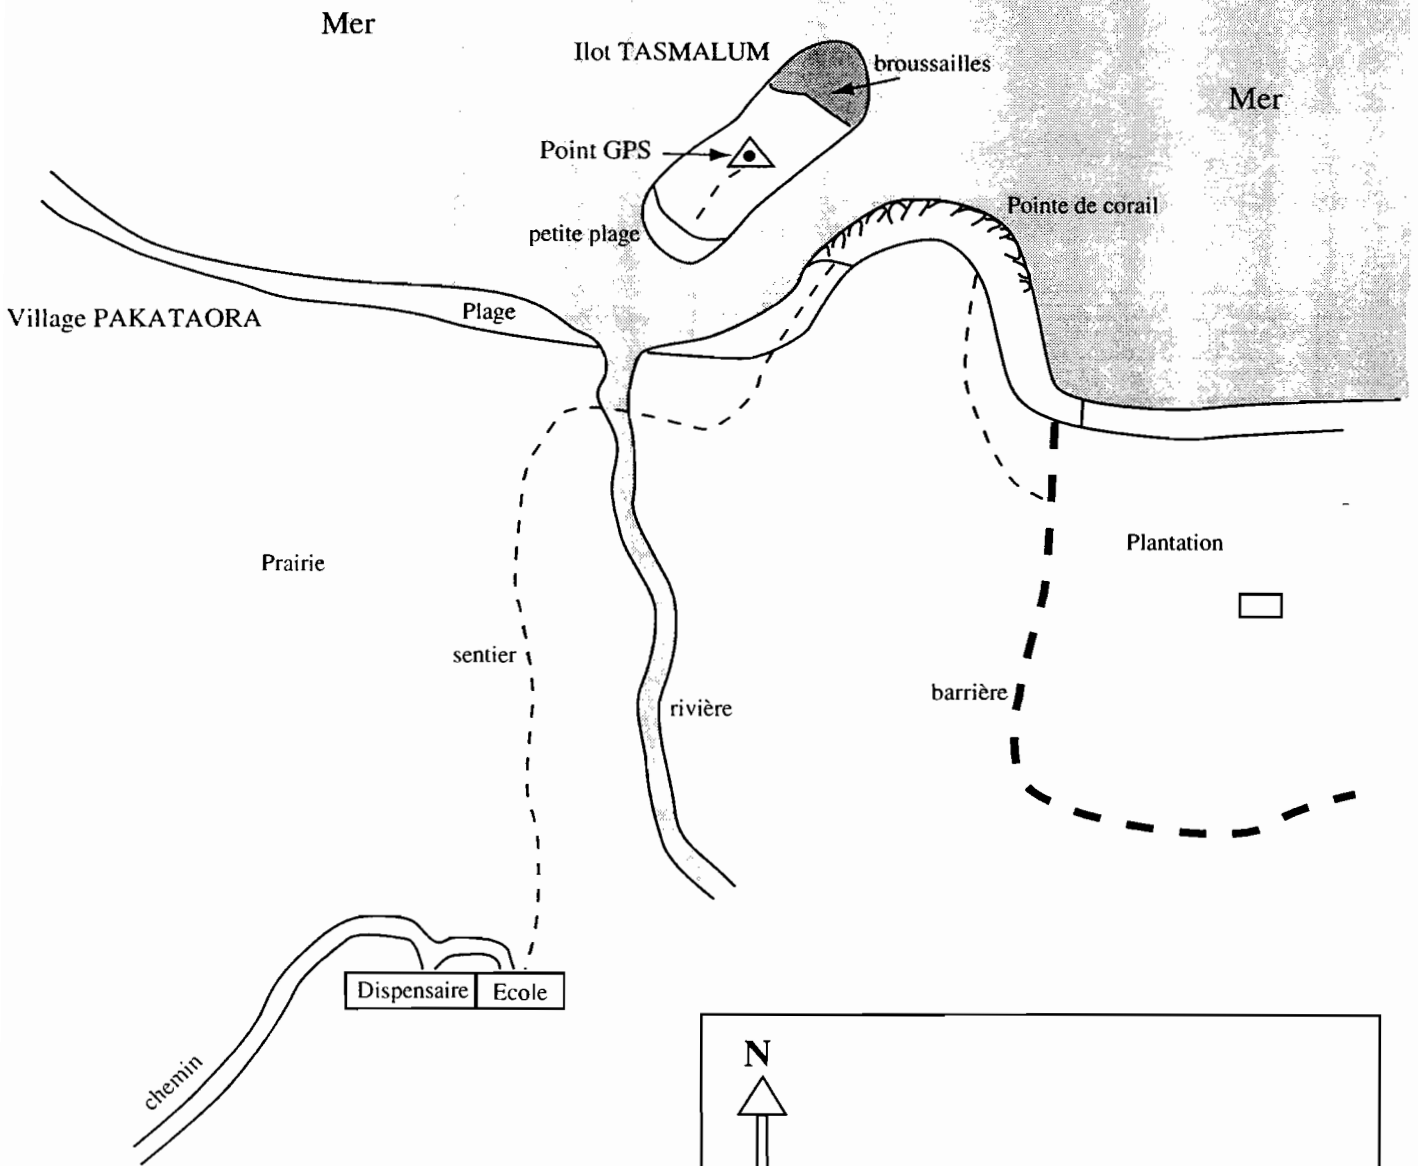 Mer
Ilot TASMALUM
broussailles
Mer
Point GPS
Pointe de corail
petite plage
Plage
Village PAKATAORA
Plantation
Prairie
sentier
barrière
rivière
Dispensaire
Ecole
N
chemin